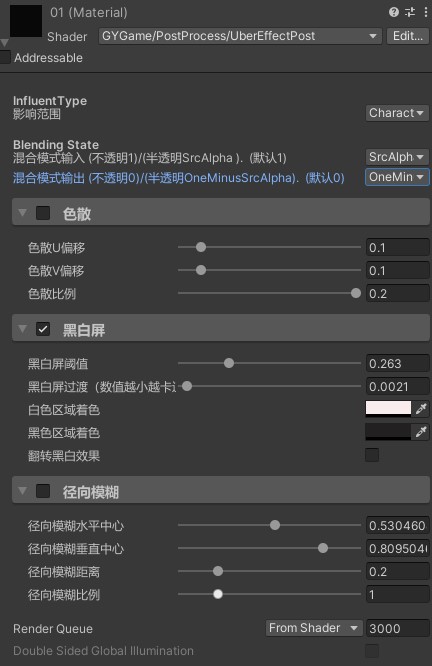 01 (Material)
Shader GYGame/PostProcess/UberEffectPost Edit...
Addressable
InfluentType
影响范围 Charact
Blending State
混合模式输入 (不透明1)/(半透明SrcAlpha ). (默认1) SrcAlph
混合模式输出 (不透明0)/(半透明OneMinusSrcAlpha). (默认0) OneMin
色散
色散U偏移 0.1
色散V偏移 0.1
色散比例 0.2
黑白屏
黑白屏阈值 0.263
黑白屏过渡（数值越小越卡 0.0021
白色区域着色
黑色区域着色
翻转黑白效果
径向模糊
径向模糊水平中心 0.530460
径向模糊垂直中心 0.809504
径向模糊距离 0.2
径向模糊比例 1
Render Queue From Shader 3000
Double Sided Global Illumination